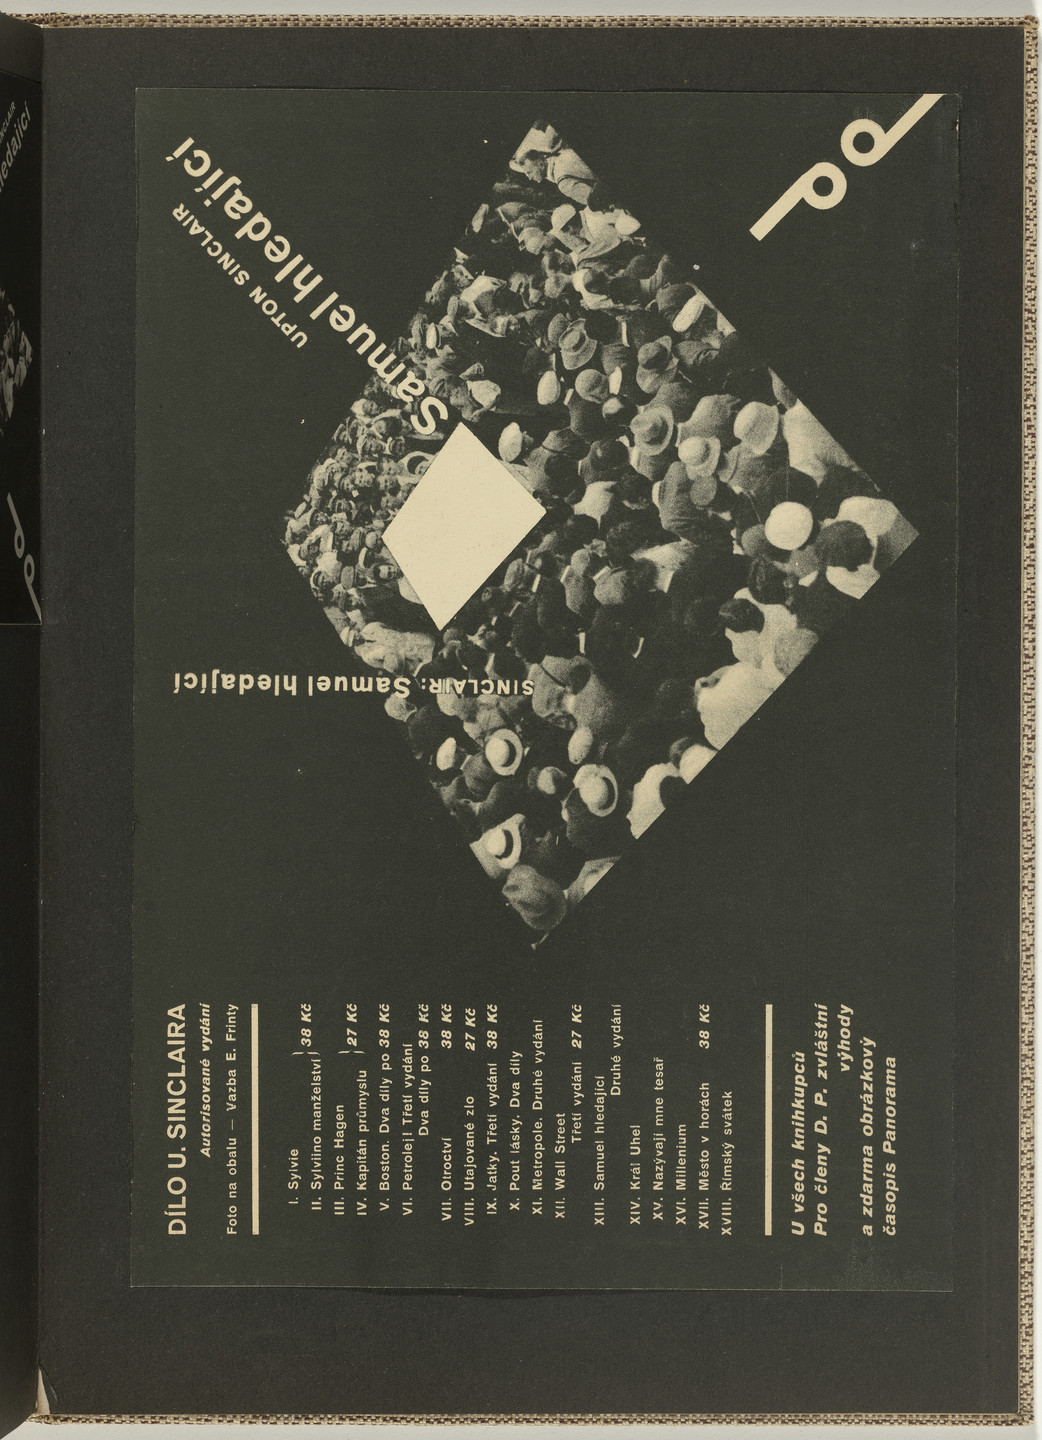 DÍLO U. SINCLAIRA
Autorisované vydání
Foto na obalu — Vazba E. Frinty
I. Sylvie
II. Sylviino manželství } 38 Kč
III. Princ Hagen
IV. Kapitán průmyslu } 27 Kč
V. Boston. Dva díly po 38 Kč
VI. Petrolej! Třetí vydání
Dva díly po 38 Kč
VII. Otroctví 38 Kč
VIII. Utajované zlo 27 Kč
IX. Jatky. Třetí vydání 38 Kč
X. Pout lásky. Dva díly
XI. Metropole. Druhé vydání
XII. Wall Street
Třetí vydání 27 Kč
XIII. Samuel hledající
Druhé vydání
XIV. Král Uhel
XV. Nazývají mne tesař
XVI. Millenium
XVII. Město v horách 38 Kč
XVIII. Římský svátek
U všech knihkupců
Pro členy D. P. zvláštní
výhody
a zdarma obrázkový
časopis Panorama
SINCLAIR: Samuel hledající
UPTON SINCLAIR
Samuel hledající
dp
NCLAIR
ledající
dp